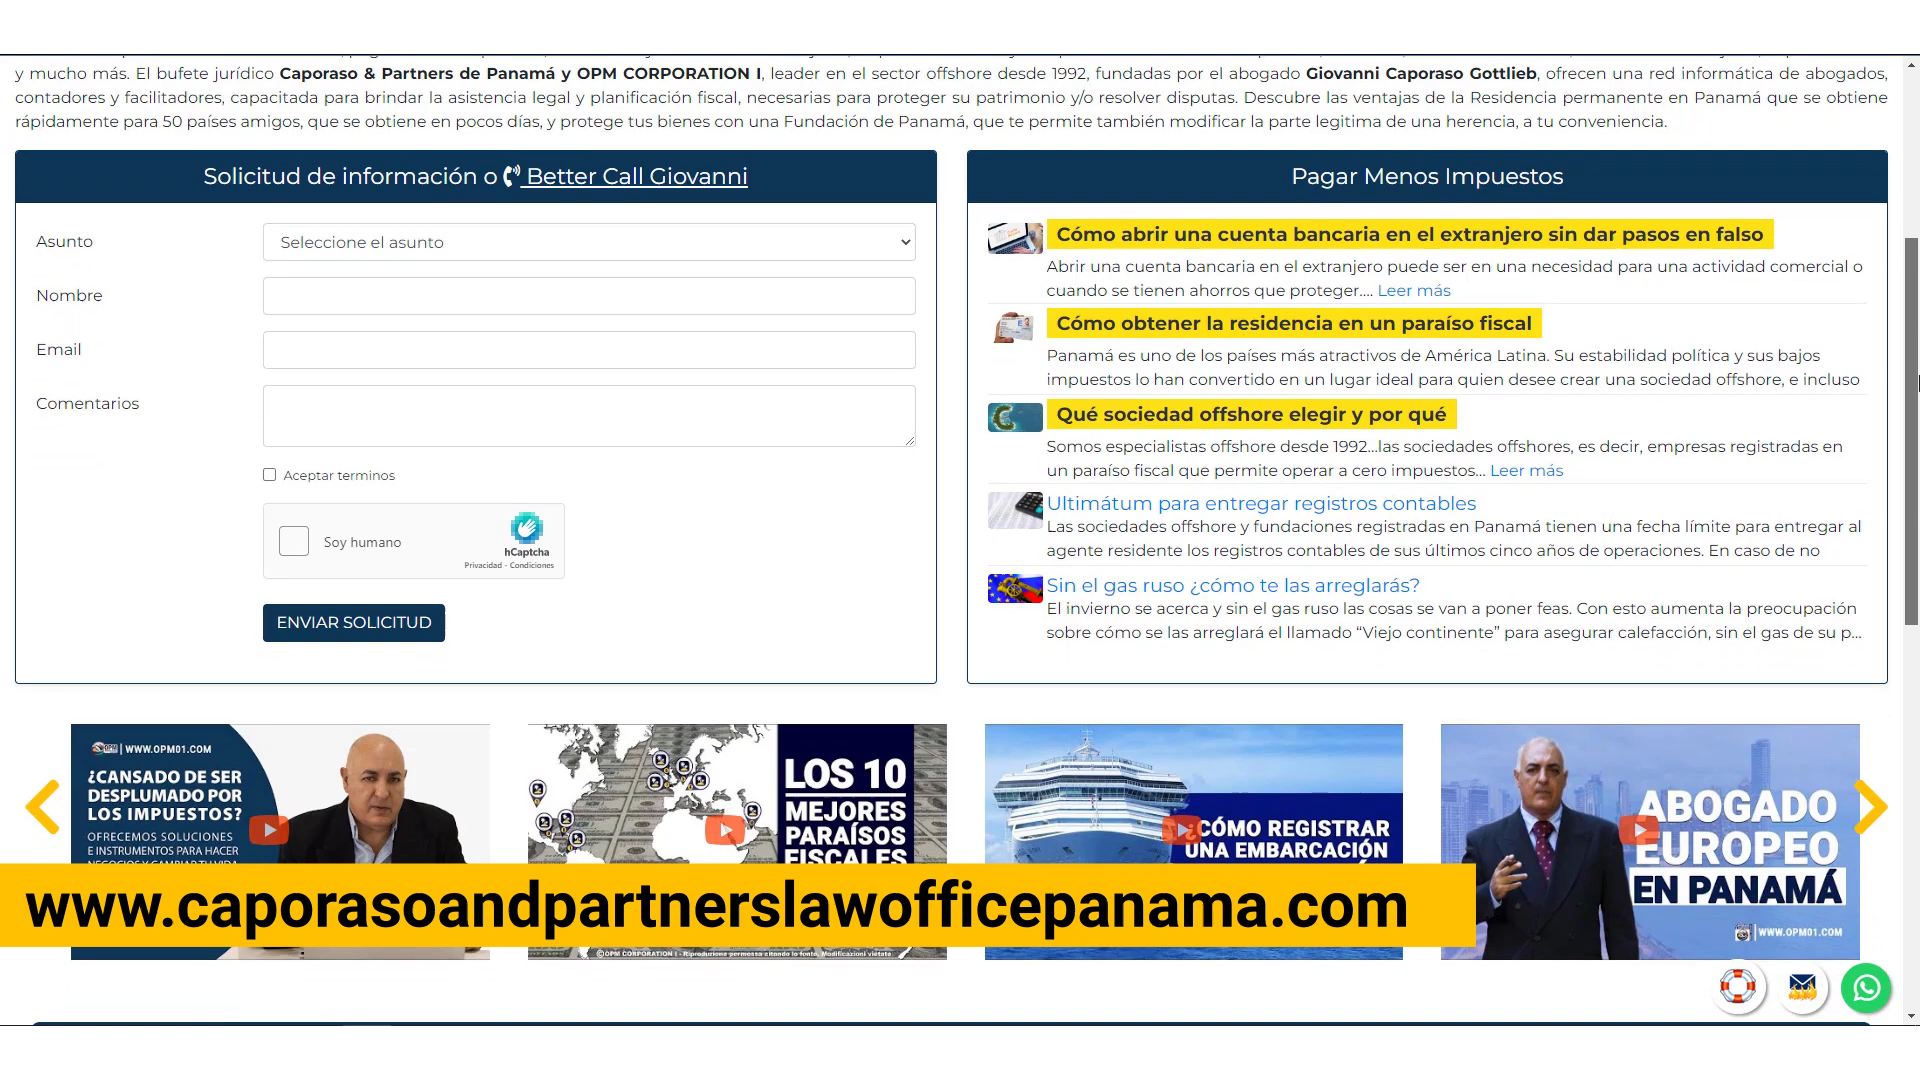 y mucho más. El bufete jurídico Caporaso & Partners de Panamá y OPM CORPORATION I, leader en el sector offshore desde 1992, fundadas por el abogado Giovanni Caporaso Gottlieb, ofrecen una red informática de abogados,
contadores y facilitadores, capacitada para brindar la asistencia legal y planificación fiscal, necesarias para proteger su patrimonio y/o resolver disputas. Descubre las ventajas de la Residencia permanente en Panamá que se obtiene
rápidamente para 50 países amigos, que se obtiene en pocos días, y protege tus bienes con una Fundación de Panamá, que te permite también modificar la parte legitima de una herencia, a tu conveniencia.
Solicitud de información o Better Call Giovanni
Asunto
Seleccione el asunto
Nombre
Email
Comentarios
Aceptar terminos
Soy humano
hCaptcha
Privacidad - Condiciones
ENVIAR SOLICITUD
Pagar Menos Impuestos
Cómo abrir una cuenta bancaria en el extranjero sin dar pasos en falso
Abrir una cuenta bancaria en el extranjero puede ser en una necesidad para una actividad comercial o
cuando se tienen ahorros que proteger.... Leer más
Cómo obtener la residencia en un paraíso fiscal
Panamá es uno de los países más atractivos de América Latina. Su estabilidad política y sus bajos
impuestos lo han convertido en un lugar ideal para quien desee crear una sociedad offshore, e incluso
Qué sociedad offshore elegir y por qué
Somos especialistas offshore desde 1992...las sociedades offshores, es decir, empresas registradas en
un paraíso fiscal que permite operar a cero impuestos... Leer más
Ultimátum para entregar registros contables
Las sociedades offshore y fundaciones registradas en Panamá tienen una fecha límite para entregar al
agente residente los registros contables de sus últimos cinco años de operaciones. En caso de no
Sin el gas ruso ¿cómo te las arreglarás?
El invierno se acerca y sin el gas ruso las cosas se van a poner feas. Con esto aumenta la preocupación
sobre cómo se las arreglará el llamado “Viejo continente” para asegurar calefacción, sin el gas de su p...
OPM | WWW.OPM01.COM
¿CANSADO DE SER
DESPLUMADO POR
LOS IMPUESTOS?
OFRECEMOS SOLUCIONES
E INSTRUMENTOS PARA HACER
NEGOCIOS Y CAMBIAR TU VIDA
LOS 10
MEJORES
PARAÍSOS
FISCALES
©OPM CORPORATION I - Riproduzione permessa citando la fonte. Modificazioni vietate
¿CÓMO REGISTRAR
UNA EMBARCACIÓN
ABOGADO
EUROPEO
EN PANAMÁ
WWW.OPM01.COM
www.caporasoandpartnerslawofficepanama.com